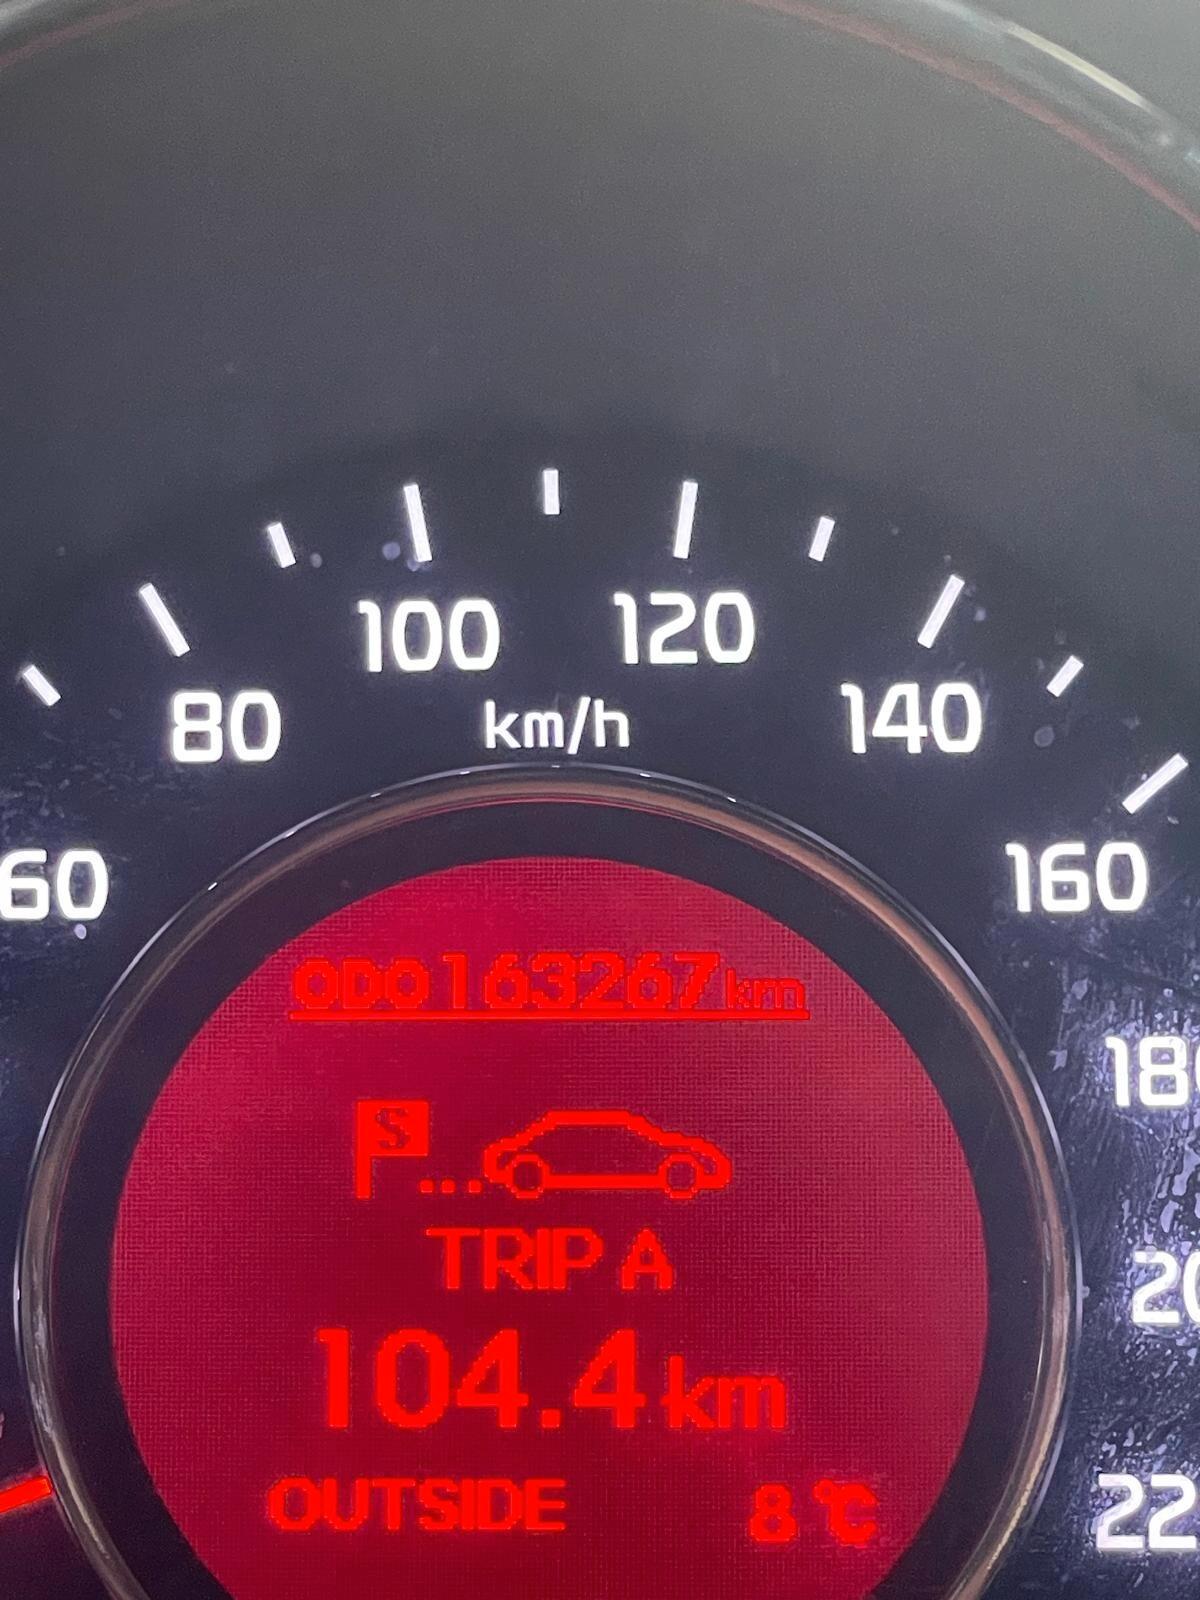 100 120
80 km/h 140
60 160
ODO 163267 km
S
TRIP A
104.4 km
OUTSIDE 8 °C